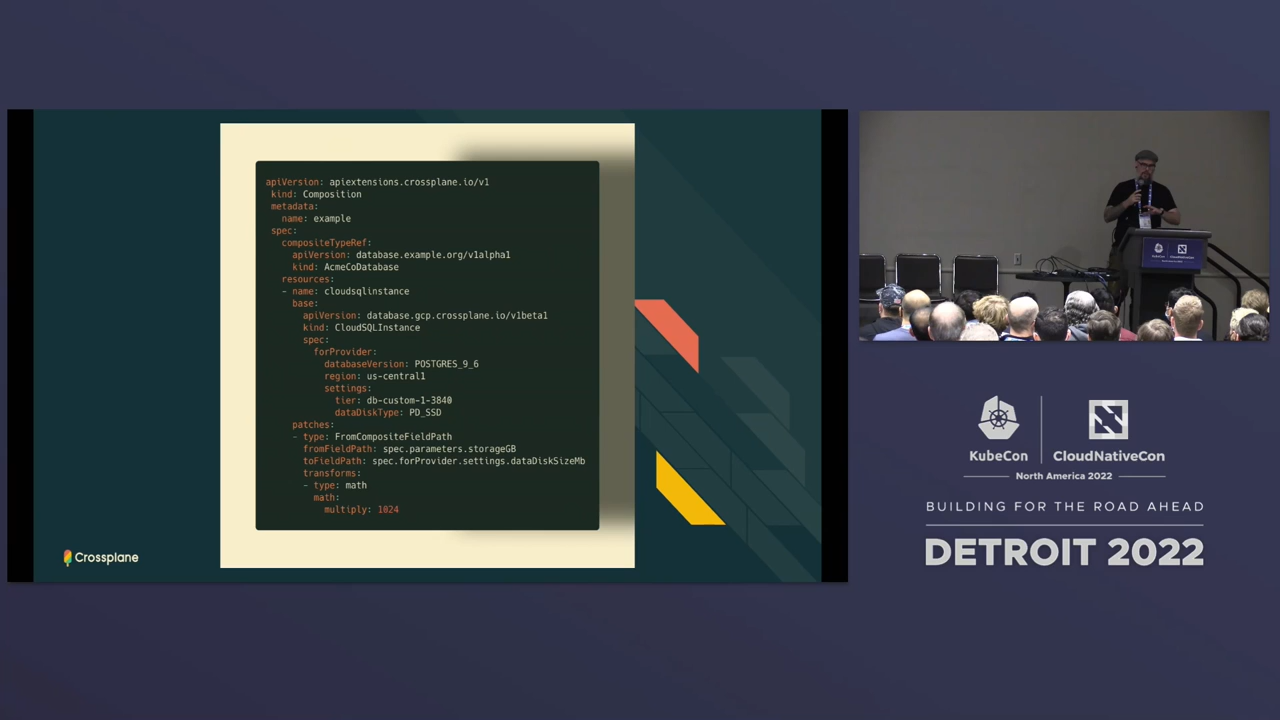 apiVersion: apiextensions.crossplane.io/v1
kind: Composition
metadata:
name: example
spec:
compositeTypeRef:
apiVersion: database.example.org/v1alpha1
kind: AcmeCoDatabase
resources:
- name: cloudsqlinstance
base:
apiVersion: database.gcp.crossplane.io/v1beta1
kind: CloudSQLInstance
spec:
forProvider:
databaseVersion: POSTGRES_9_6
region: us-central1
settings:
tier: db-custom-1-3840
dataDiskType: PD_SSD
patches:
- type: FromCompositeFieldPath
fromFieldPath: spec.parameters.storageGB
toFieldPath: spec.forProvider.settings.dataDiskSizeMb
transforms:
- type: math
math:
multiply: 1024
Crossplane
KubeCon
CloudNativeCon
North America 2022
BUILDING FOR THE ROAD AHEAD
DETROIT 2022